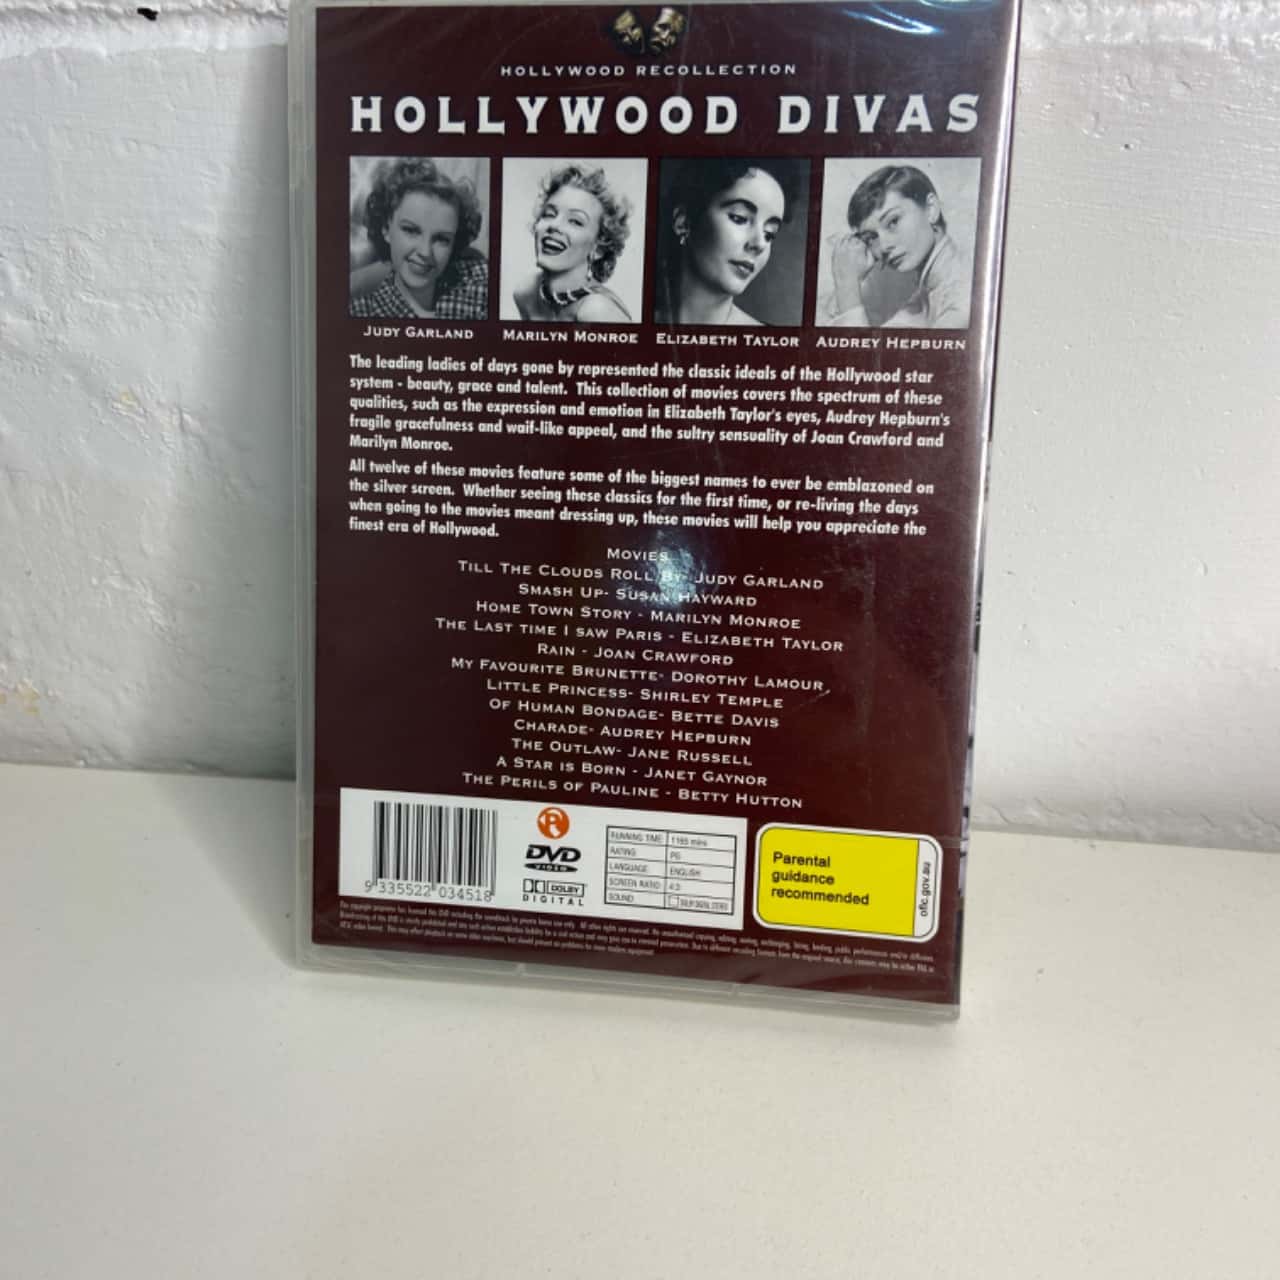 HOLLYWOOD RECOLLECTION
HOLLYWOOD DIVAS
JUDY GARLAND
MARILYN MONROE
ELIZABETH TAYLOR
AUDREY HEPBURN
The leading ladies of days gone by represented the classic ideals of the Hollywood star
system - beauty, grace and talent. This collection of movies covers the spectrum of these
qualities, such as the expression and emotion in Elizabeth Taylor's eyes, Audrey Hepburn's
fragile gracefulness and waif-like appeal, and the sultry sensuality of Joan Crawford and
Marilyn Monroe.
All twelve of these movies feature some of the biggest names to ever be emblazoned on
the silver screen. Whether seeing these classics for the first time, or re-living the days
when going to the movies meant dressing up, these movies will help you appreciate the
finest era of Hollywood.
MOVIES
TILL THE CLOUDS ROLL BY- JUDY GARLAND
SMASH UP- SUSAN HAYWARD
HOME TOWN STORY - MARILYN MONROE
THE LAST TIME I SAW PARIS - ELIZABETH TAYLOR
RAIN - JOAN CRAWFORD
MY FAVOURITE BRUNETTE- DOROTHY LAMOUR
LITTLE PRINCESS- SHIRLEY TEMPLE
OF HUMAN BONDAGE- BETTE DAVIS
CHARADE- AUDREY HEPBURN
THE OUTLAW- JANE RUSSELL
A STAR IS BORN - JANET GAYNOR
THE PERILS OF PAULINE - BETTY HUTTON
9 335522 034518
R
DVD
VIDEO
DOLBY
DIGITAL
RUNNING TIME 1165 mins
RATING PG
LANGUAGE ENGLISH
SCREEN RATIO 4:3
SOUND DOLBY DIGITAL STEREO
Parental
guidance
recommended
oflc.gov.au